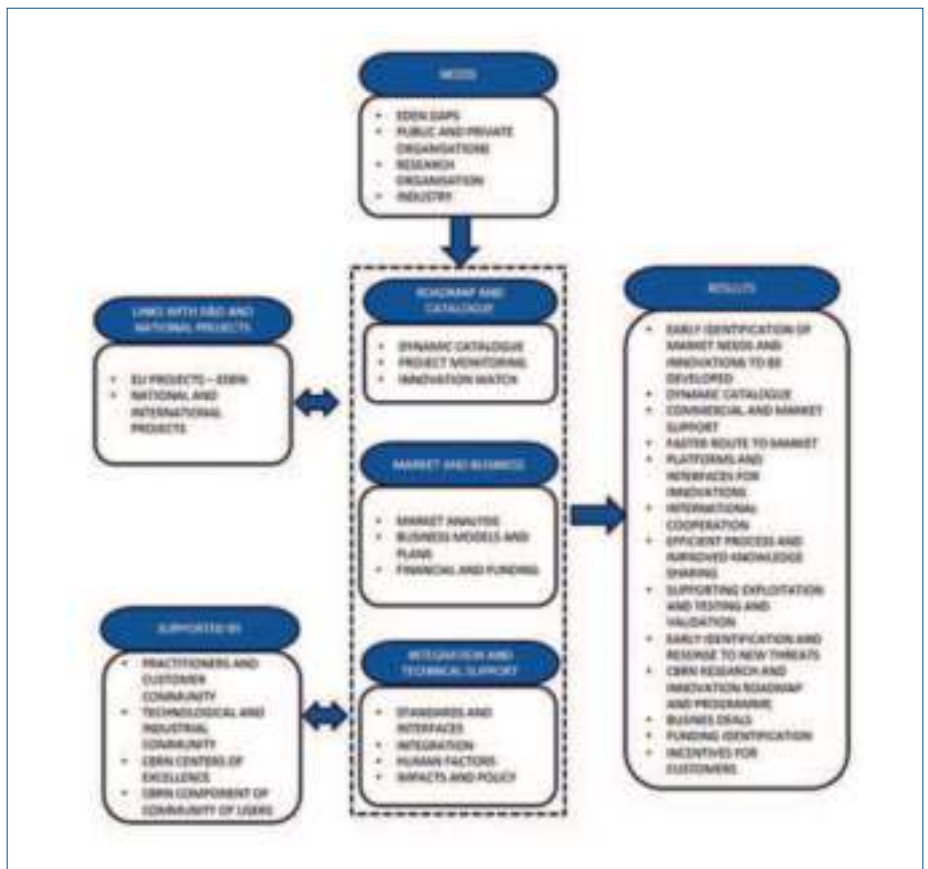 NEEDS
• EDEN GAPS
• PUBLIC AND PRIVATE
ORGANISATIONS
• RESEARCH
ORGANISATION
• INDUSTRY
LINKS WITH R&D AND
NATIONAL PROJECTS
• EU PROJECTS – EDEN
• NATIONAL AND
INTERNATIONAL
PROJECTS
ROADMAP AND
CATALOGUE
• DYNAMIC CATALOGUE
• PROJECT MONITORING
• INNOVATION WATCH
MARKET AND BUSINESS
• MARKET ANALYSIS
• BUSINESS MODELS AND
PLANS
• FINANCIAL AND FUNDING
SUPPORTED BY
• PRACTITIONERS AND
CUSTOMER
COMMUNITY
• TECHNOLOGICAL AND
INDUSTRIAL
COMMUNITY
• CBRN CENTERS OF
EXCELLENCE
• CBRN COMPONENT OF
COMMUNITY OF USERS
INTEGRATION AND
TECHNICAL SUPPORT
• STANDARDS AND
INTERFACES
• INTEGRATION
• HUMAN FACTORS
• IMPACTS AND POLICY
RESULTS
• EARLY IDENTIFICATION OF
MARKET NEEDS AND
INNOVATIONS TO BE
DEVELOPED
• DYNAMIC CATALOGUE
• COMMERCIAL AND MARKET
SUPPORT
• FASTER ROUTE TO MARKET
• PLATFORMS AND
INTERFACES FOR
INNOVATIONS
• INTERNATIONAL
COOPERATION
• EFFICIENT PROCESS AND
IMPROVED KNOWLEDGE
SHARING
• SUPPORTING EXPLOITATION
AND TESTING AND
VALIDATION
• EARLY IDENTIFICATION AND
RESERSE TO NEW THREATS
• CBRN RESEARCH AND
INNOVATION ROADMAP
AND PROGRAMME
• BUSINES DEALS
• FUNDING IDENTIFICATION
• INCENTIVES FOR
CUSTOMERS